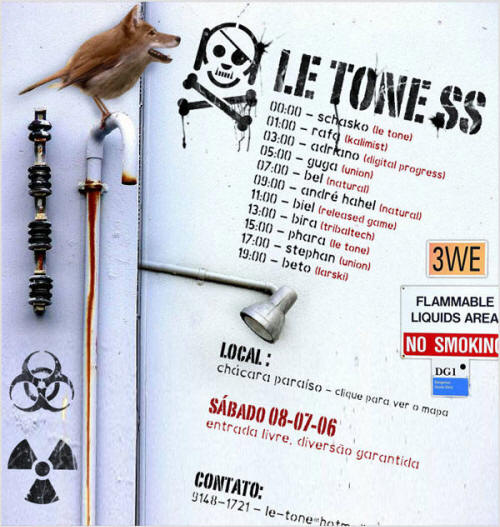 LE TONE SS
00:00 – schasko (le tone)
01:00 – rafa (kalimist)
03:00 – adriano (digital progress)
05:00 – guga (union)
07:00 – bel (natural)
09:00 – andré hahel (natural)
11:00 – biel (released game)
13:00 – bira (tribaltech)
15:00 – phara (le tone)
17:00 – stephan (union)
19:00 – beto (larski)
3WE
FLAMMABLE
LIQUIDS AREA
NO SMOKING
DG1
LOCAL:
chácara paraíso – clique para ver o mapa
SÁBADO 08-07-06
entrada livre, diversão garantida
CONTATO:
9148-1721 – le-tone=hotm